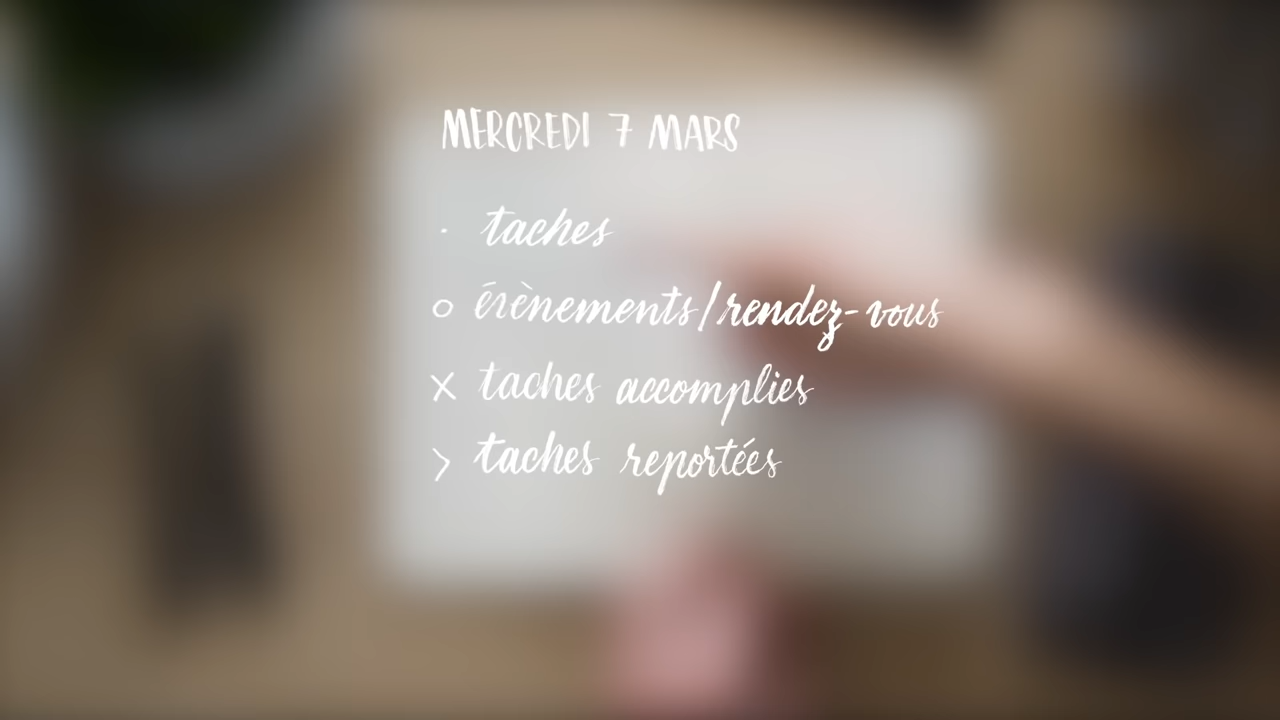 MERCREDI 7 MARS
· taches
o évènements/rendez-vous
x taches accomplies
> taches reportées